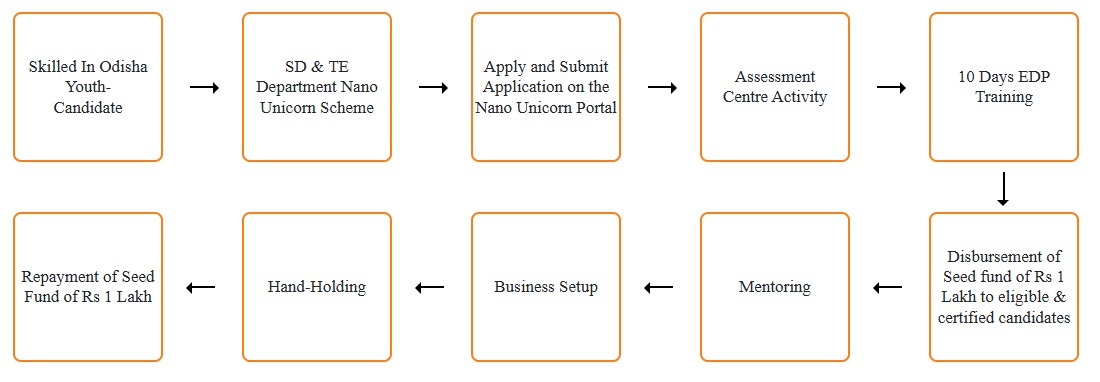 Skilled In Odisha
Youth-
Candidate
SD & TE
Department Nano
Unicorn Scheme
Apply and Submit
Application on the
Nano Unicorn Portal
Assessment
Centre Activity
10 Days EDP
Training
Disbursement of
Seed fund of Rs 1
Lakh to eligible &
certified candidates
Mentoring
Business Setup
Hand-Holding
Repayment of Seed
Fund of Rs 1 Lakh